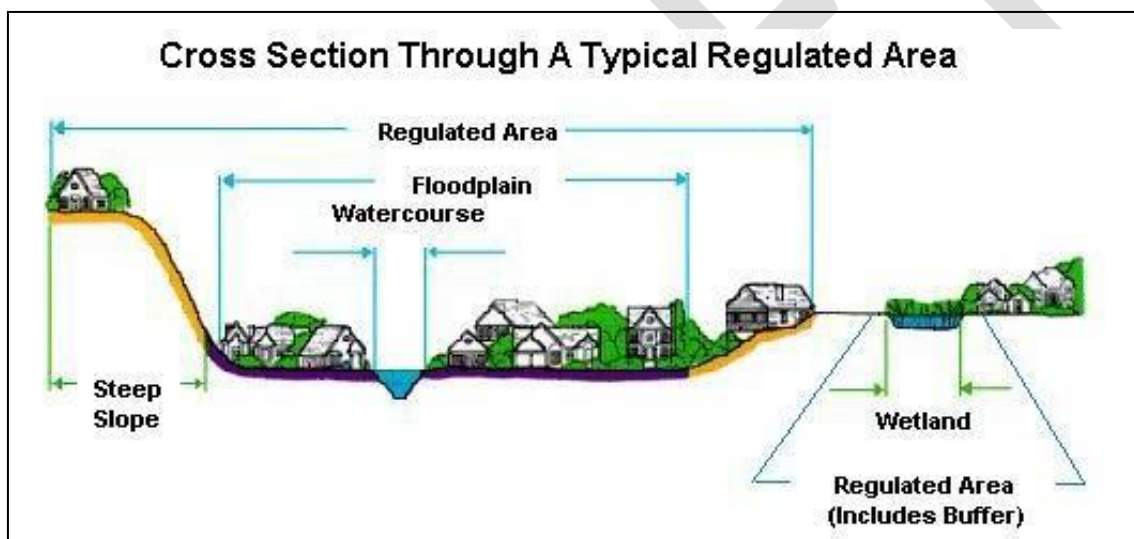 Cross Section Through A Typical Regulated Area
Regulated Area
Floodplain
Watercourse
Steep
Slope
Wetland
Regulated Area
(Includes Buffer)